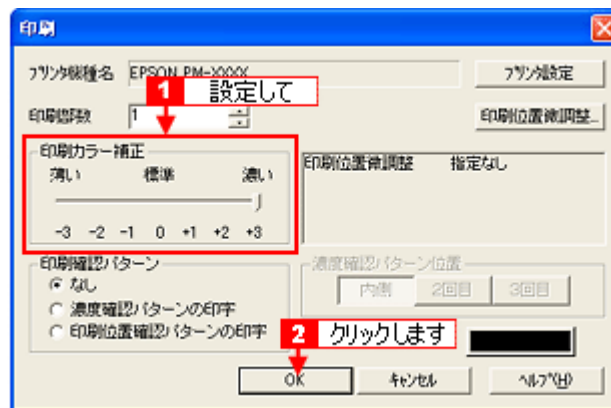 印刷
プリンタ機種名 EPSON PM-XXXX プリンタ設定
1 設定して
印刷部数 1 印刷位置微調整...
印刷カラー補正
薄い 標準 濃い
-3 -2 -1 0 +1 +2 +3
印刷位置微調整 指定なし
印刷確認パターン
なし
濃度確認パターンの印字
印刷位置確認パターンの印字
濃度確認パターン位置
内側 2回目 3回目
2 クリックします
OK キャンセル ヘルプ(H)